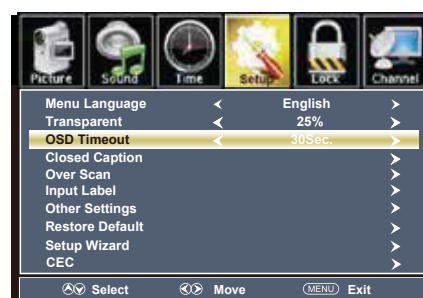 Picture Sound Time Setup Lock Channel
Menu Language English
Transparent 25%
OSD Timeout 30Sec.
Closed Caption
Over Scan
Input Label
Other Settings
Restore Default
Setup Wizard
CEC
Select Move MENU Exit